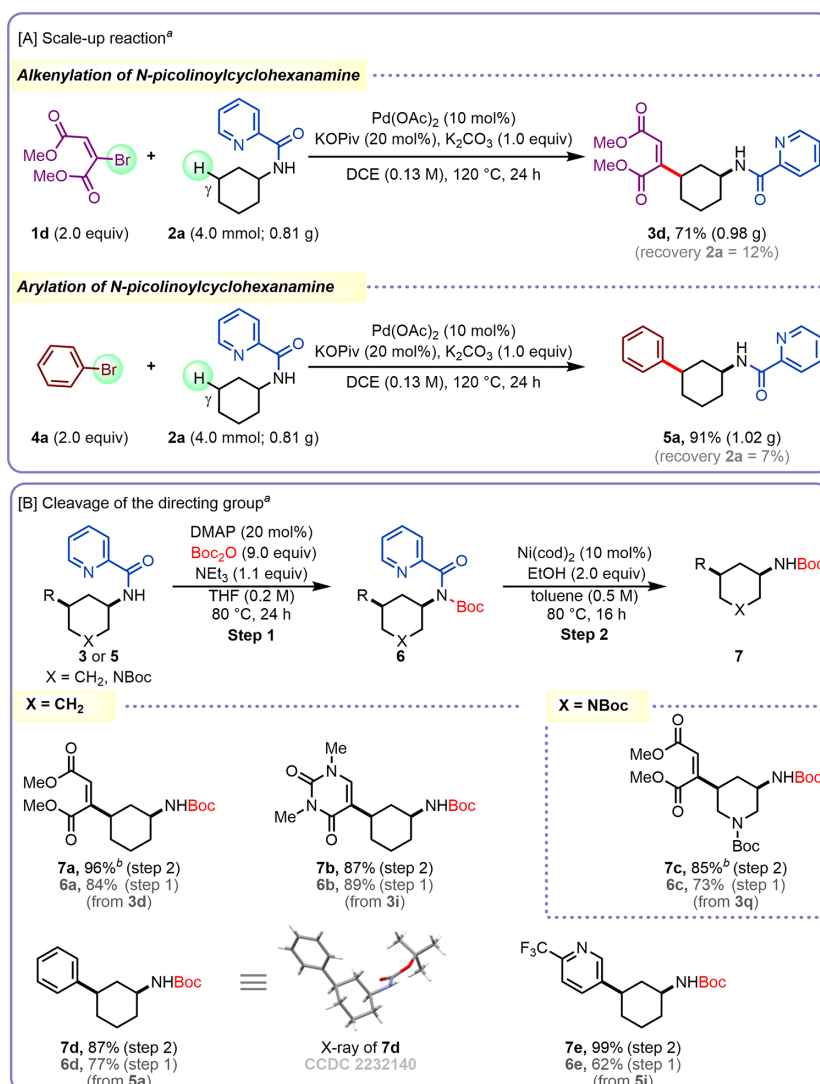 [A] Scale-up reactionᵃ
Alkenylation of N-picolinoylcyclohexanamine
O
MeO
MeO
O
Br
1d (2.0 equiv)
+
N
O
NH
H
γ
2a (4.0 mmol; 0.81 g)
Pd(OAc)₂ (10 mol%)
KOPiv (20 mol%), K₂CO₃ (1.0 equiv)
DCE (0.13 M), 120 °C, 24 h
O
MeO
MeO
O
H
N
N
O
3d, 71% (0.98 g)
(recovery 2a = 12%)
Arylation of N-picolinoylcyclohexanamine
Br
4a (2.0 equiv)
+
N
O
NH
H
γ
2a (4.0 mmol; 0.81 g)
Pd(OAc)₂ (10 mol%)
KOPiv (20 mol%), K₂CO₃ (1.0 equiv)
DCE (0.13 M), 120 °C, 24 h
H
N
N
O
5a, 91% (1.02 g)
(recovery 2a = 7%)
[B] Cleavage of the directing groupᵃ
N
O
R
NH
X
3 or 5
X = CH₂, NBoc
DMAP (20 mol%)
Boc₂O (9.0 equiv)
NEt₃ (1.1 equiv)
THF (0.2 M)
80 °C, 24 h
Step 1
N
O
R
N
Boc
X
6
Ni(cod)₂ (10 mol%)
EtOH (2.0 equiv)
toluene (0.5 M)
80 °C, 16 h
Step 2
R
NHBoc
X
7
X = CH₂
O
MeO
MeO
O
NHBoc
7a, 96%ᵇ (step 2)
6a, 84% (step 1)
(from 3d)
Me
N
O
N
Me
O
NHBoc
7b, 87% (step 2)
6b, 89% (step 1)
(from 3i)
X = NBoc
O
MeO
MeO
O
NHBoc
N
Boc
7c, 85%ᵇ (step 2)
6c, 73% (step 1)
(from 3q)
NHBoc
7d, 87% (step 2)
6d, 77% (step 1)
(from 5a)
X-ray of 7d
CCDC 2232140
F₃C
N
NHBoc
7e, 99% (step 2)
6e, 62% (step 1)